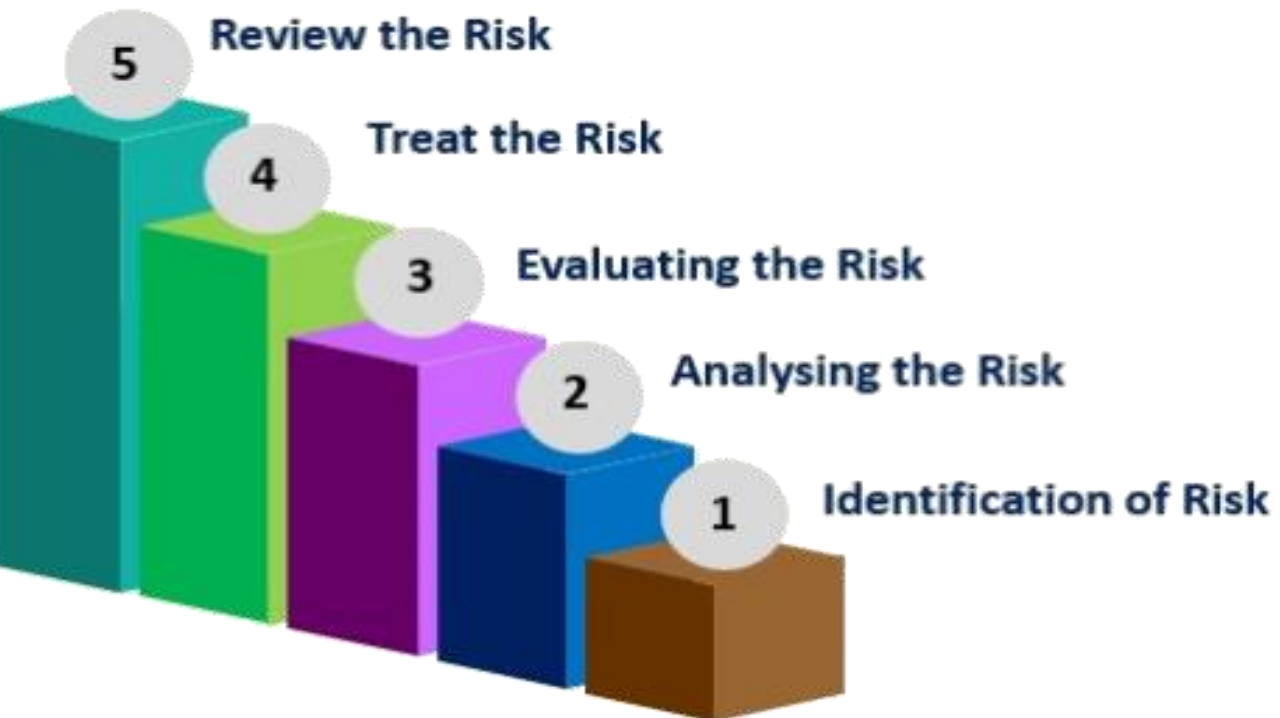 5 Review the Risk
4 Treat the Risk
3 Evaluating the Risk
2 Analysing the Risk
1 Identification of Risk